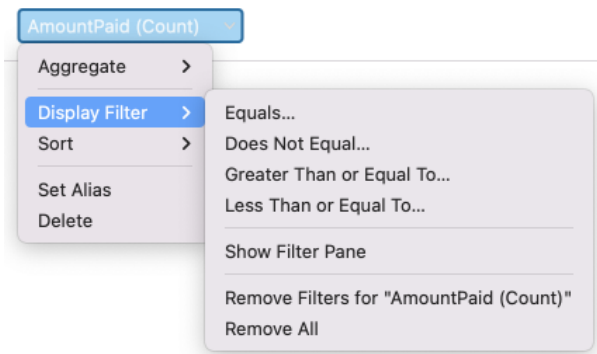 AmountPaid (Count)
Aggregate
Display Filter
Sort
Set Alias
Delete
Equals...
Does Not Equal...
Greater Than or Equal To...
Less Than or Equal To...
Show Filter Pane
Remove Filters for "AmountPaid (Count)"
Remove All